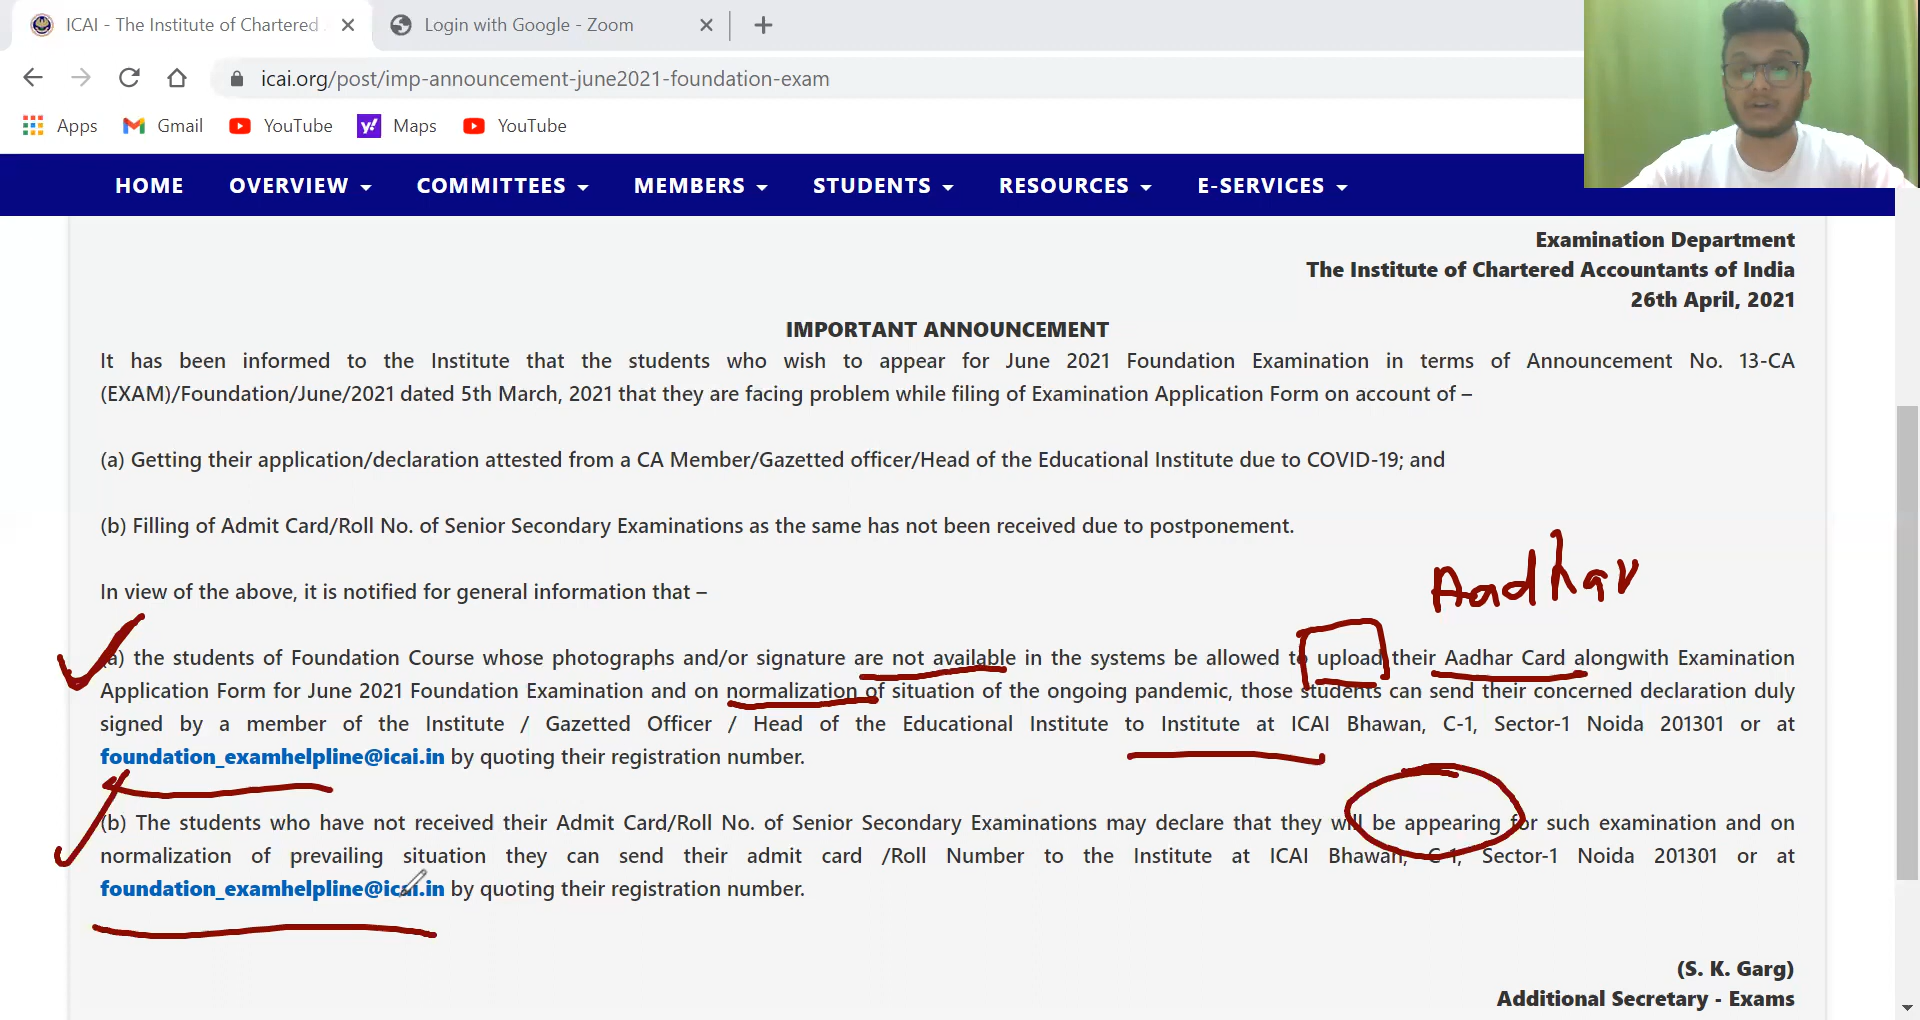 ICAI - The Institute of Chartered
Login with Google - Zoom
icai.org/post/imp-announcement-june2021-foundation-exam
Apps Gmail YouTube y! Maps YouTube
HOME OVERVIEW COMMITTEES MEMBERS STUDENTS RESOURCES E-SERVICES
Examination Department
The Institute of Chartered Accountants of India
26th April, 2021
IMPORTANT ANNOUNCEMENT
It has been informed to the Institute that the students who wish to appear for June 2021 Foundation Examination in terms of Announcement No. 13-CA
(EXAM)/Foundation/June/2021 dated 5th March, 2021 that they are facing problem while filing of Examination Application Form on account of –
(a) Getting their application/declaration attested from a CA Member/Gazetted officer/Head of the Educational Institute due to COVID-19; and
(b) Filling of Admit Card/Roll No. of Senior Secondary Examinations as the same has not been received due to postponement.
Aadhar
In view of the above, it is notified for general information that –
(a) the students of Foundation Course whose photographs and/or signature are not available in the systems be allowed to upload their Aadhar Card alongwith Examination
Application Form for June 2021 Foundation Examination and on normalization of situation of the ongoing pandemic, those students can send their concerned declaration duly
signed by a member of the Institute / Gazetted Officer / Head of the Educational Institute to Institute at ICAI Bhawan, C-1, Sector-1 Noida 201301 or at
foundation_examhelpline@icai.in by quoting their registration number.
(b) The students who have not received their Admit Card/Roll No. of Senior Secondary Examinations may declare that they will be appearing for such examination and on
normalization of prevailing situation they can send their admit card /Roll Number to the Institute at ICAI Bhawan, C-1, Sector-1 Noida 201301 or at
foundation_examhelpline@icai.in by quoting their registration number.
(S. K. Garg)
Additional Secretary - Exams